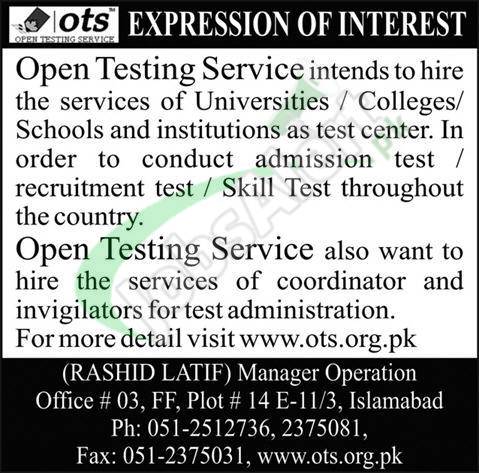 ots™ EXPRESSION OF INTEREST
OPEN TESTING SERVICE
Open Testing Service intends to hire
the services of Universities / Colleges/
Schools and institutions as test center. In
order to conduct admission test /
recruitment test / Skill Test throughout
the country.
Open Testing Service also want to
hire the services of coordinator and
invigilators for test administration.
For more detail visit www.ots.org.pk
(RASHID LATIF) Manager Operation
Office # 03, FF, Plot # 14 E-11/3, Islamabad
Ph: 051-2512736, 2375081,
Fax: 051-2375031, www.ots.org.pk
JobsAlert.pk